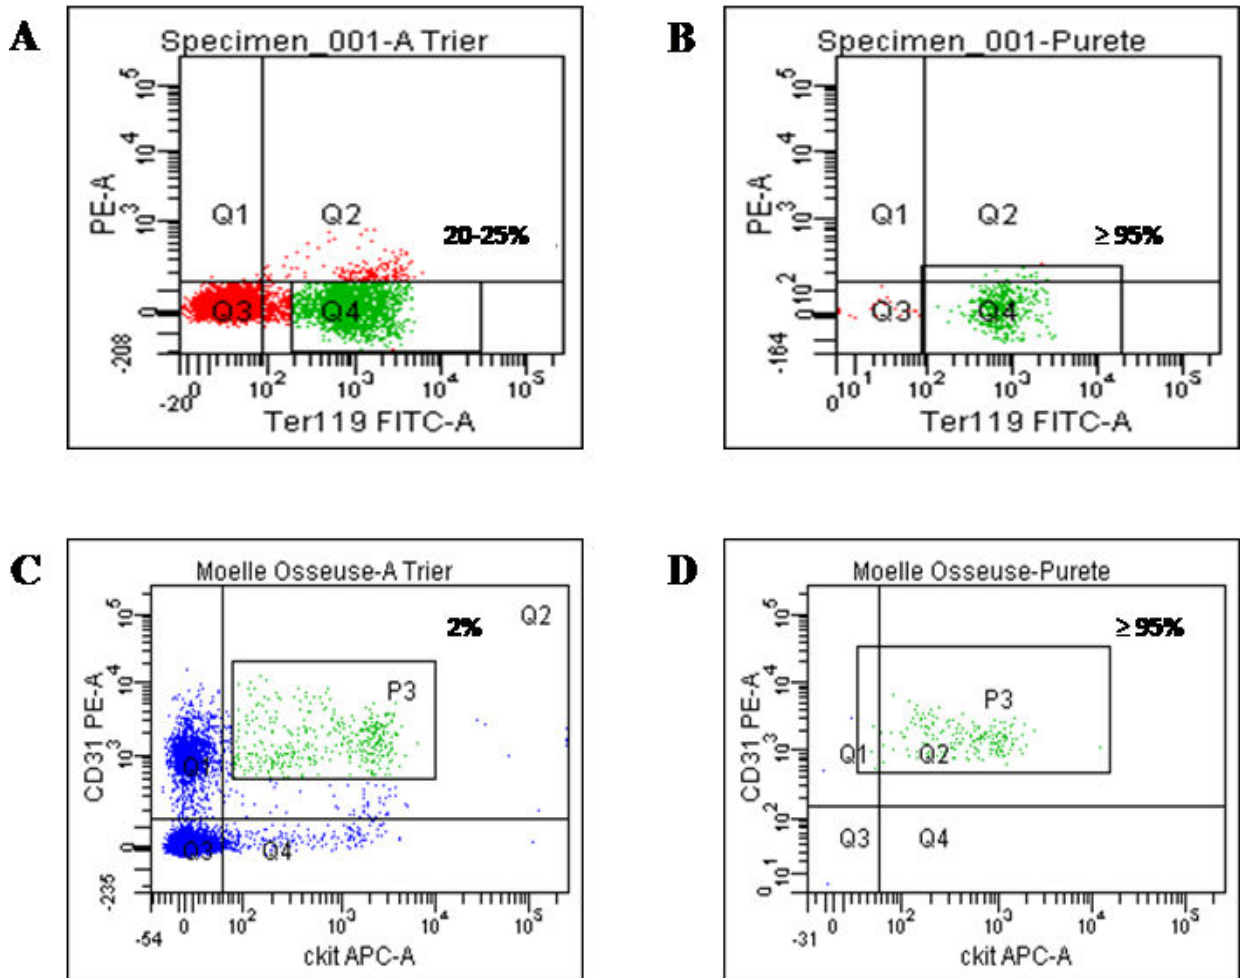 A
B
Specimen_001-A Trier
Specimen_001-Purete
PE-A
10^5
10^4
10^3
0
-208
Q1
Q2
20-25%
Q3
Q4
-20
0
10^2
10^3
10^4
10^5
Ter119 FITC-A
PE-A
10^5
10^4
10^3
10^2
0
-164
Q1
Q2
≥ 95%
Q3
Q4
0
10^1
10^2
10^3
10^4
10^5
Ter119 FITC-A
C
D
Moelle Osseuse-A Trier
Moelle Osseuse-Purete
CD31 PE-A
10^5
10^4
10^3
0
-235
2%
Q2
P3
Q1
Q3
Q4
-54
0
10^2
10^3
10^4
10^5
ckit APC-A
CD31 PE-A
10^5
10^4
10^3
10^2
10^1
0
≥ 95%
P3
Q1
Q2
Q3
Q4
-31
0
10^2
10^3
10^4
10^5
ckit APC-A